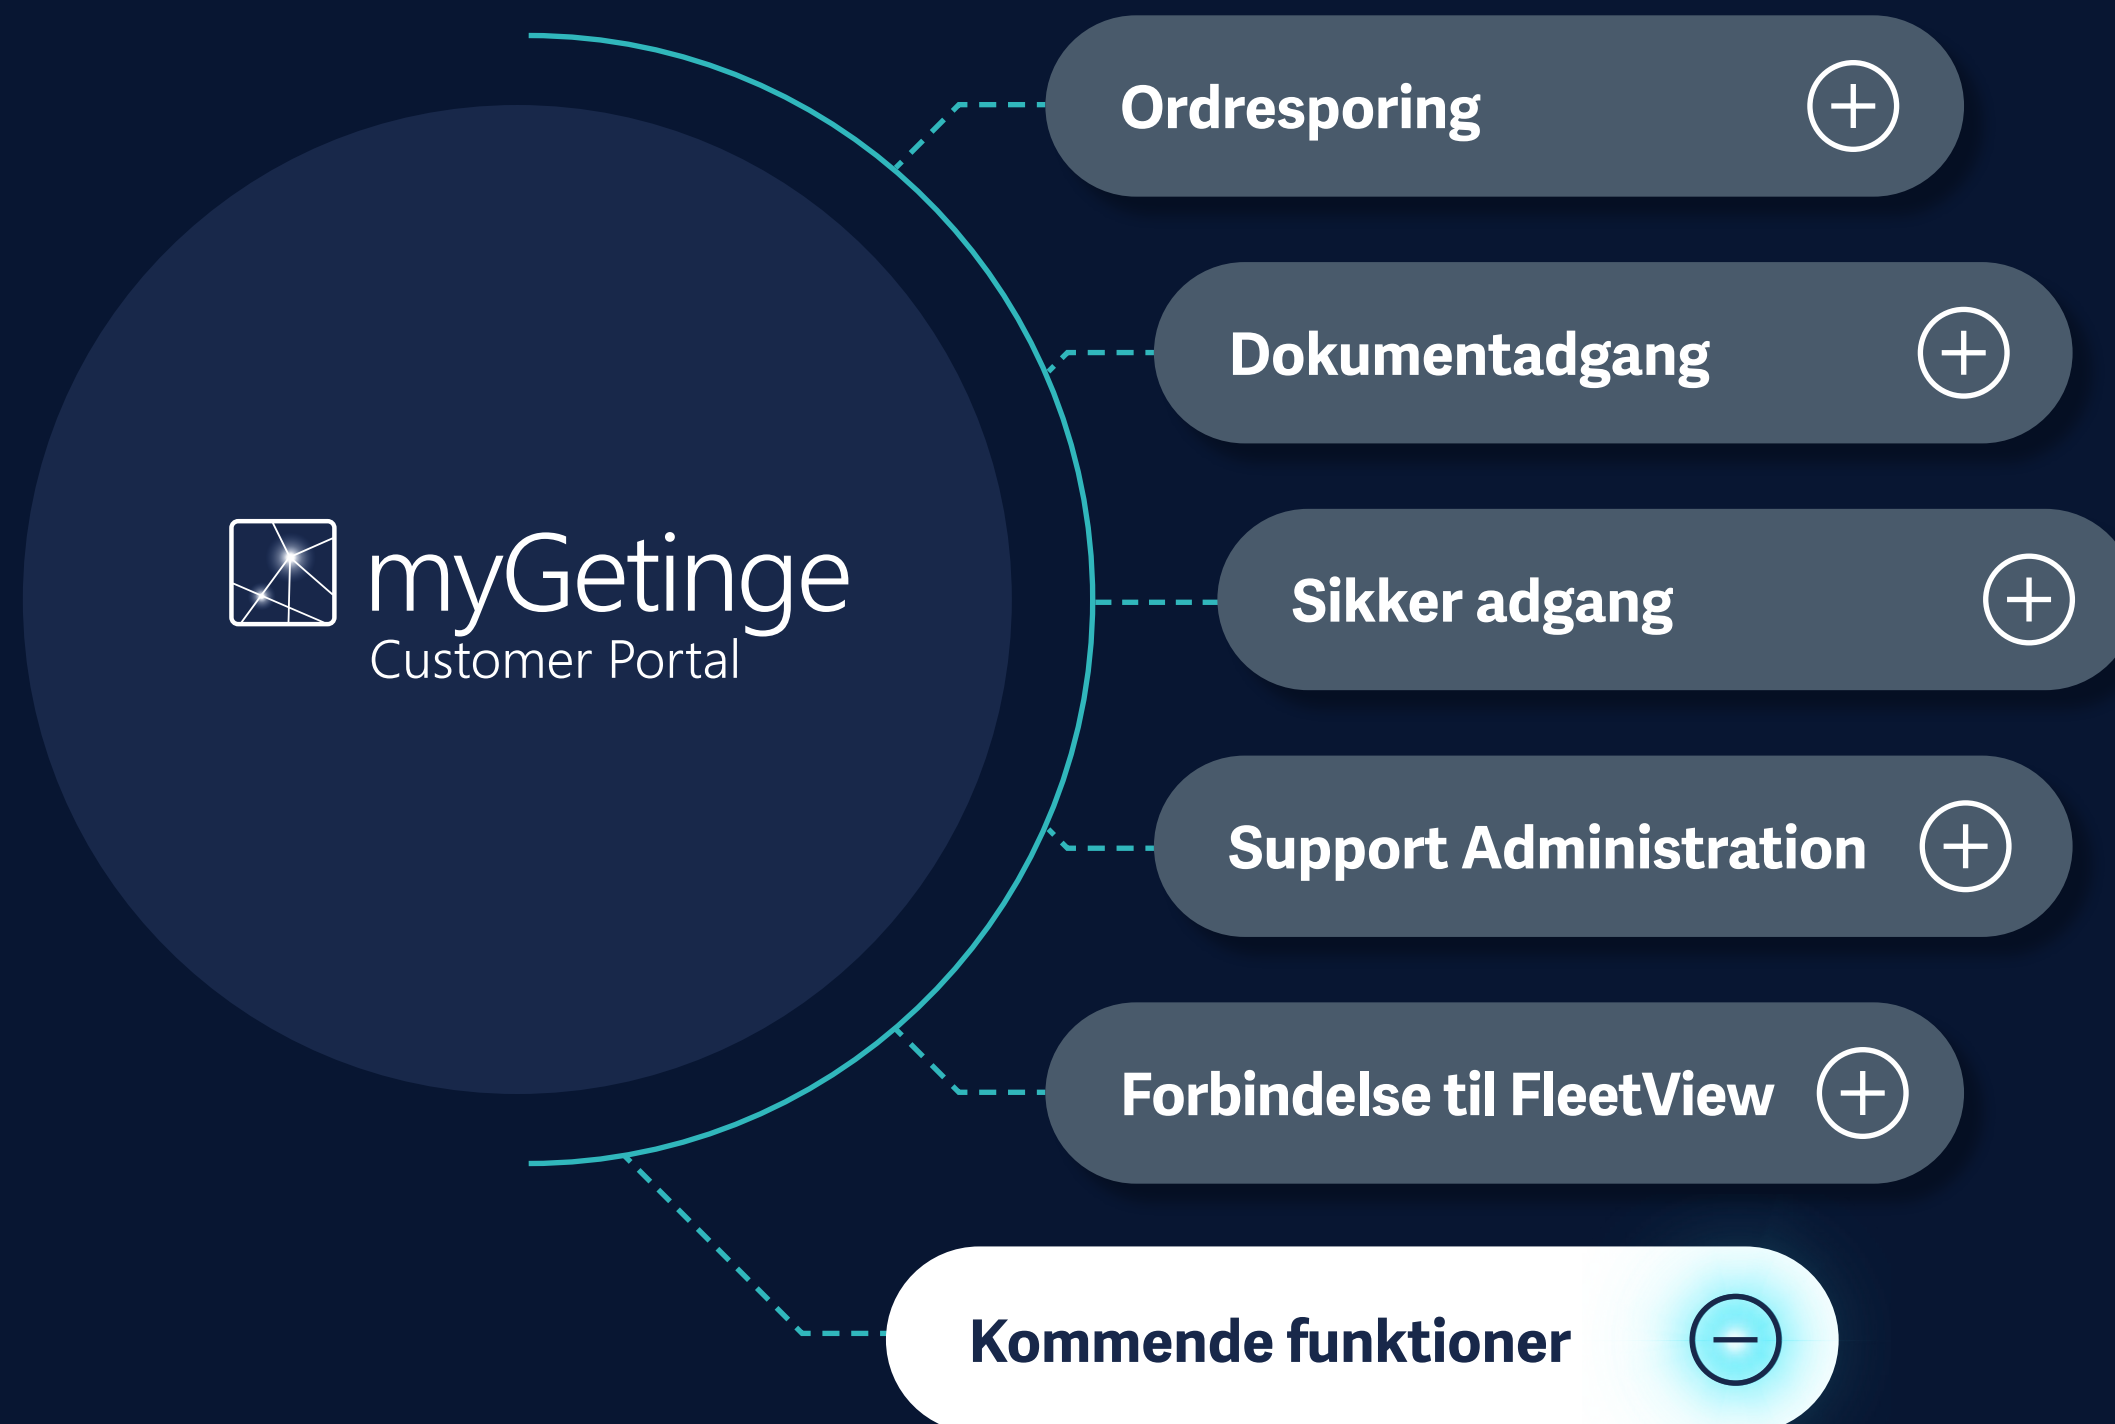 Ordresporing
Dokumentadgang
myGetinge
Customer Portal
Sikker adgang
Support Administration
Forbindelse til FleetView
Kommende funktioner